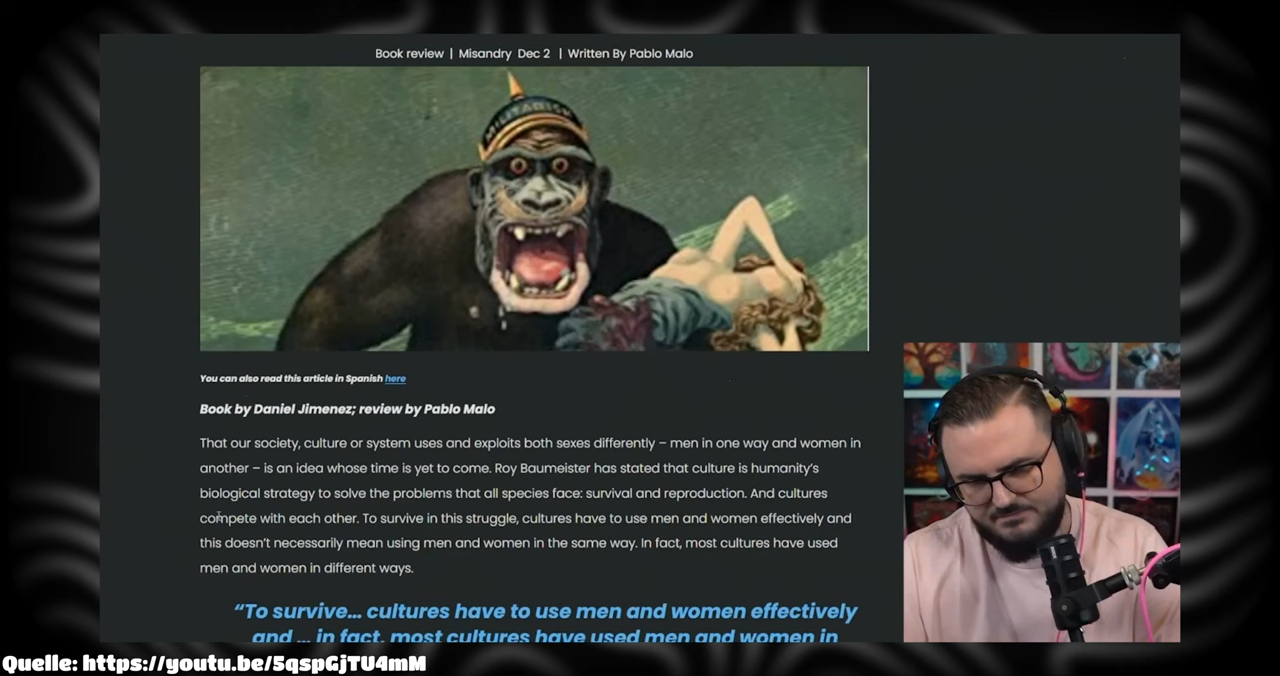 Book review | Misandry Dec 2 | Written By Pablo Malo
MILITARISM
You can also read this article in Spanish here
Book by Daniel Jimenez; review by Pablo Malo
That our society, culture or system uses and exploits both sexes differently – men in one way and women in
another – is an idea whose time is yet to come. Roy Baumeister has stated that culture is humanity's
biological strategy to solve the problems that all species face: survival and reproduction. And cultures
compete with each other. To survive in this struggle, cultures have to use men and women effectively and
this doesn't necessarily mean using men and women in the same way. In fact, most cultures have used
men and women in different ways.
“To survive… cultures have to use men and women effectively
and … in fact, most cultures have used men and women in
Quelle: https://youtu.be/5qspGjTU4mM